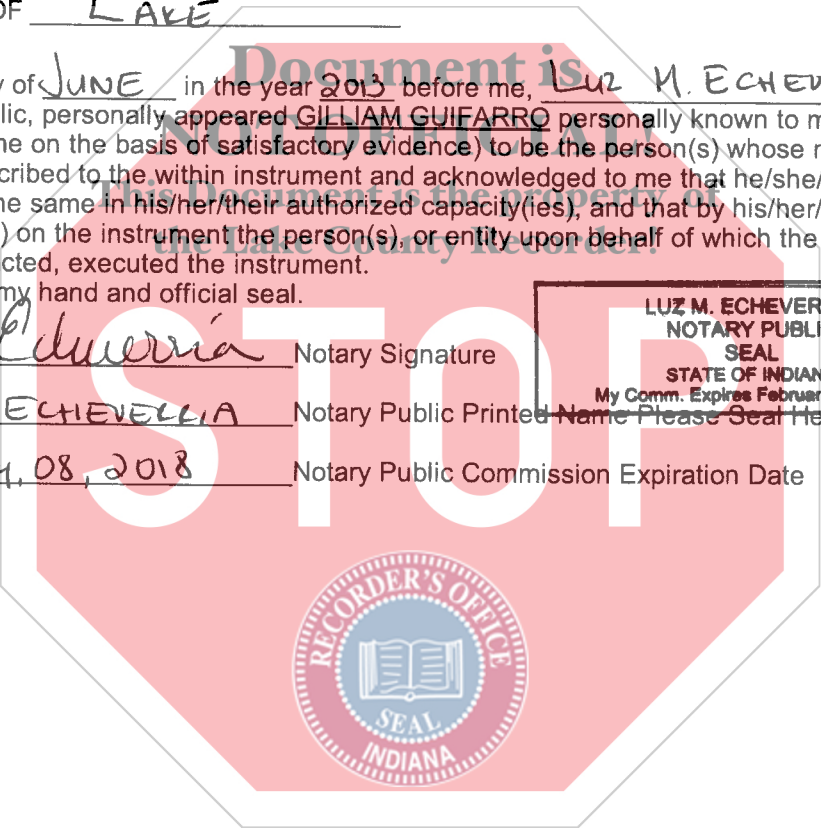 OF LAKE
Document is
y of JUNE in the year 2013 before me, LUZ M. ECHEV
lic, personally appeared GILLIAM GUIFARRO personally known to m
NOT OFFICIAL!
ne on the basis of satisfactory evidence) to be the person(s) whose n
cribed to the within instrument and acknowledged to me that he/she/
This Document is the property of
ne same in his/her/their authorized capacity(ies), and that by his/her/
the Lake County Recorder!
) on the instrument the person(s), or entity upon behalf of which the
cted, executed the instrument.
my hand and official seal.
LUZ M. ECHEVER
NOTARY PUBLI
SEAL
STATE OF INDIAN
My Comm. Expires Februar
Echeverria Notary Signature
ECHEVERRIA Notary Public Printed Name Please Seal He
08, 2018 Notary Public Commission Expiration Date
STOP
RECORDER'S OFFICE
SEAL
INDIANA